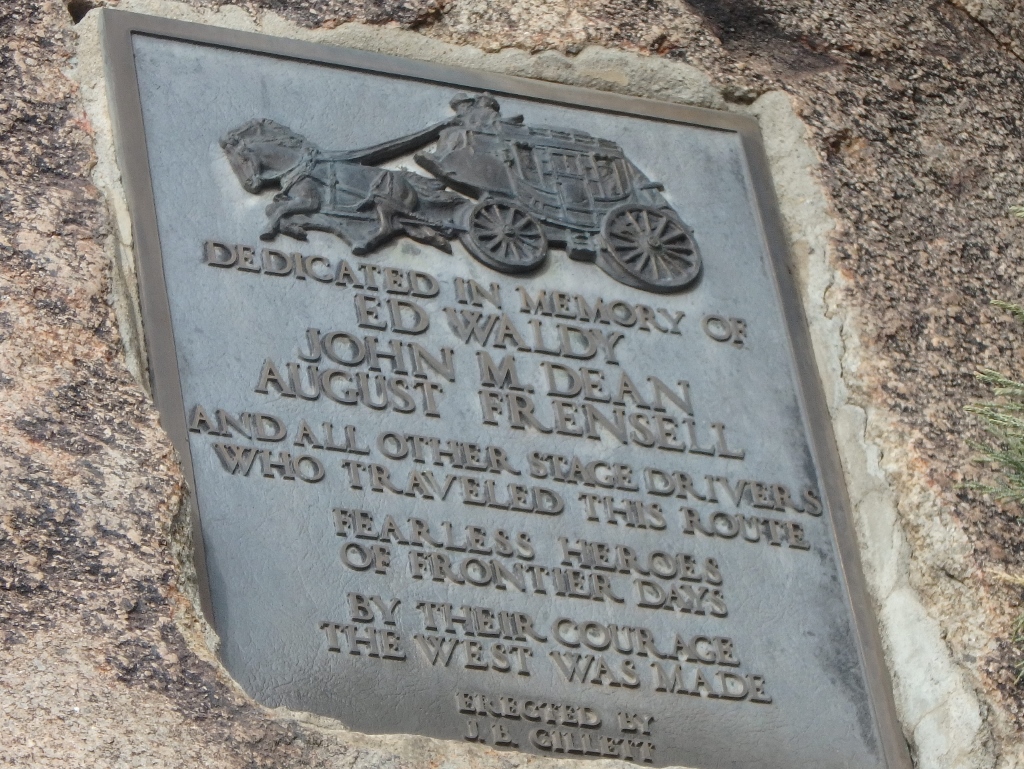 DEDICATED IN MEMORY OF
ED WALDY
JOHN M. DEAN
AUGUST FRENSELL
AND ALL OTHER STAGE DRIVERS
WHO TRAVELED THIS ROUTE
FEARLESS HEROES
OF FRONTIER DAYS
BY THEIR COURAGE
THE WEST WAS MADE
ERECTED BY
J. E. GILLETT